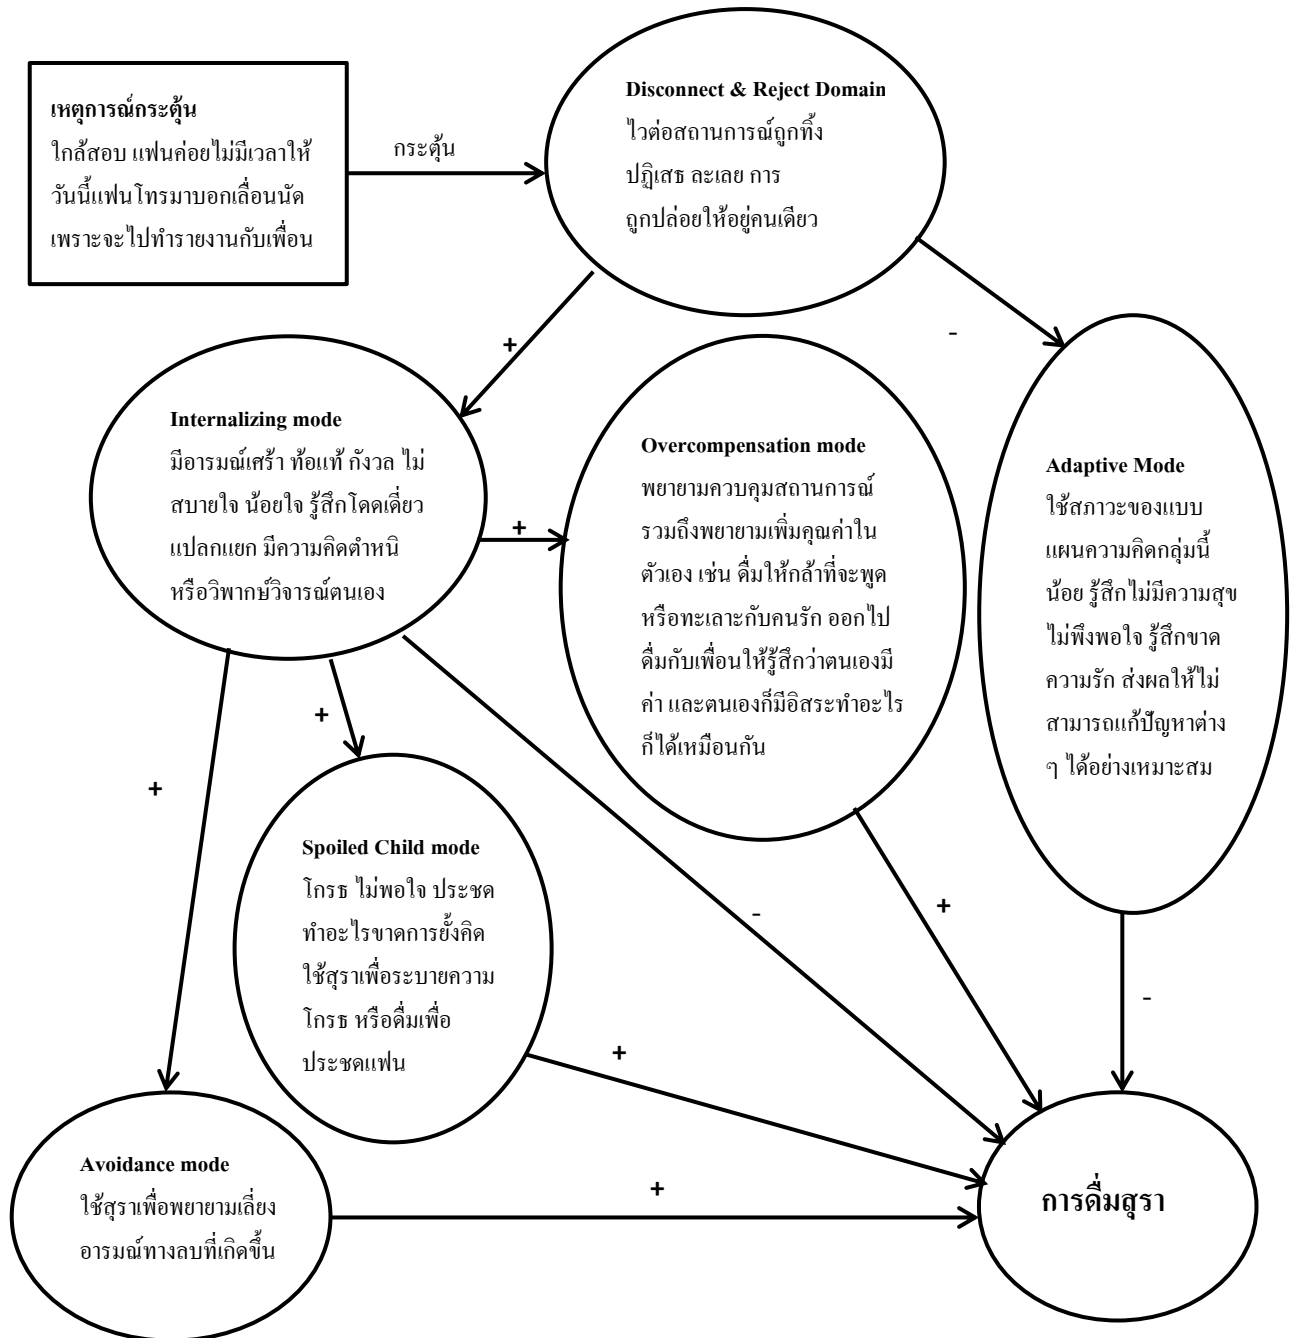 เหตุการณ์กระตุ้น
ใกล้สอบ แฟนค่อยไม่มีเวลาให้
วันนี้แฟนโทรมาบอกเลื่อนนัด
เพราะจะไปทำรายงานกับเพื่อน
กระตุ้น
Disconnect & Reject Domain
ไวต่อสถานการณ์ถูกทิ้ง
ปฏิเสธ ละเลย การ
ถูกปล่อยให้อยู่คนเดียว
+
-
Internalizing mode
มีอารมณ์เศร้า ท้อแท้ กังวล ไม่
สบายใจ น้อยใจ รู้สึกโดดเดี่ยว
แปลกแยก มีความคิดตำหนิ
หรือวิพากษ์วิจารณ์ตนเอง
+
Overcompensation mode
พยายามควบคุมสถานการณ์
รวมถึงพยายามเพิ่มคุณค่าใน
ตัวเอง เช่น ดื่มให้กล้าที่จะพูด
หรือทะเลาะกับคนรัก ออกไป
ดื่มกับเพื่อนให้รู้สึกว่าตนเองมี
ค่า และตนเองก็มีอิสระทำอะไร
ก็ได้เหมือนกัน
Adaptive Mode
ใช้สภาวะของแบบ
แผนความคิดกลุ่มนี้
น้อย รู้สึกไม่มีความสุข
ไม่พึงพอใจ รู้สึกขาด
ความรัก ส่งผลให้ไม่
สามารถแก้ปัญหาต่าง
ๆ ได้อย่างเหมาะสม
+
+
Spoiled Child mode
โกรธ ไม่พอใจ ประชด
ทำอะไรขาดการยั้งคิด
ใช้สุราเพื่อระบายความ
โกรธ หรือดื่มเพื่อ
ประชดแฟน
-
+
-
+
Avoidance mode
ใช้สุราเพื่อพยายามเลี่ยง
อารมณ์ทางลบที่เกิดขึ้น
+
การดื่มสุรา